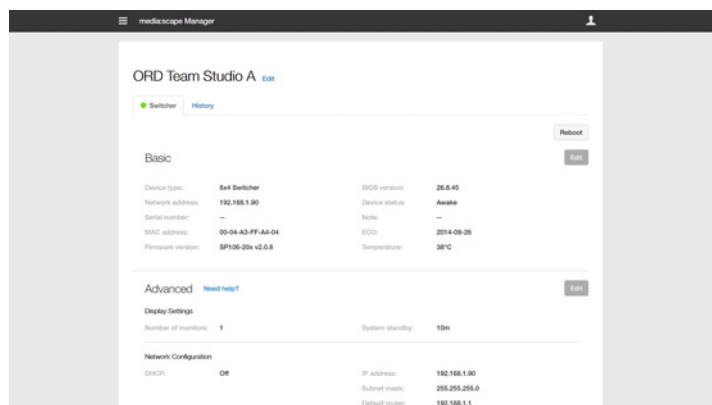 media:scape Manager
ORD Team Studio A Edit
Switcher History
Reboot
Basic Edit
Device type: 8x4 Switcher BIOS version: 26.8.45
Network address: 192.168.1.90 Device status: Awake
Serial number: -- Note: --
MAC address: 00-04-A3-FF-A4-04 ECO: 2014-09-26
Firmware version: SP106-20x v2.0.8 Temperature: 38°C
Advanced Need help? Edit
Display Settings
Number of monitors: 1 System standby: 10m
Network Configuration
DHCP: Off IP address: 192.168.1.90
Subnet mask: 255.255.255.0
Default router: 192.168.1.1